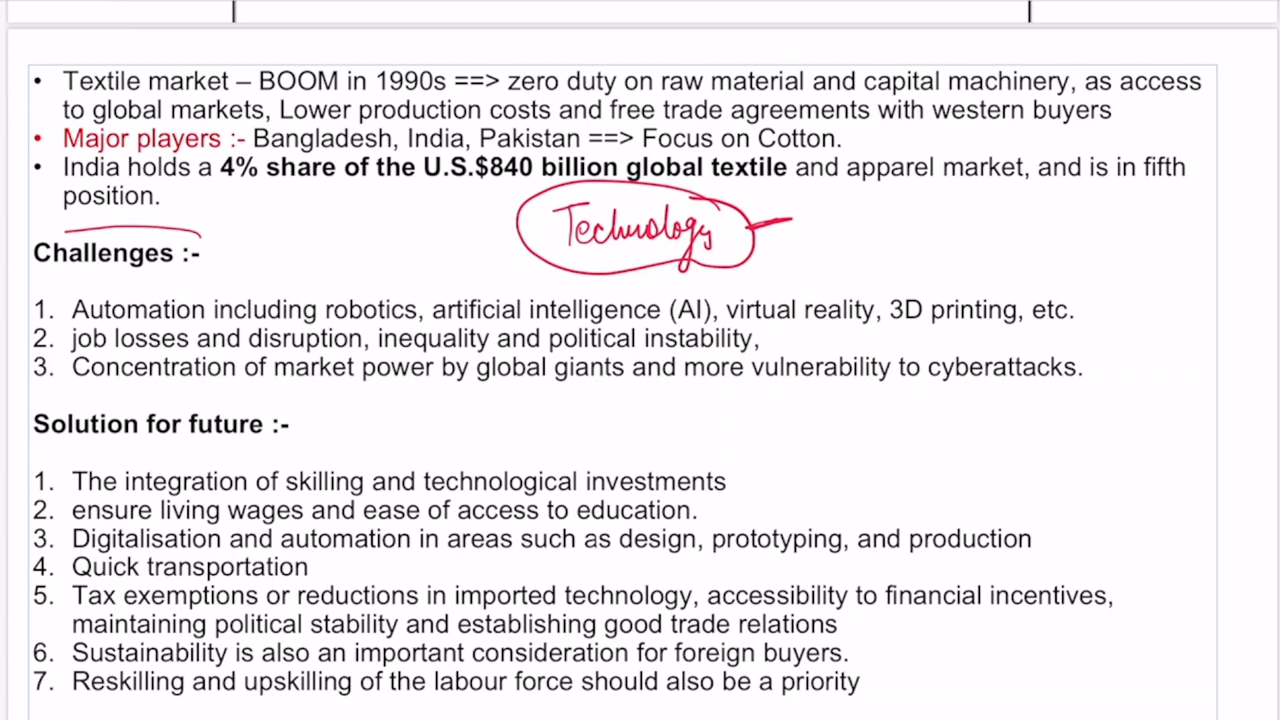 • Textile market – BOOM in 1990s ==> zero duty on raw material and capital machinery, as access
to global markets, Lower production costs and free trade agreements with western buyers
• Major players :- Bangladesh, India, Pakistan ==> Focus on Cotton.
• India holds a 4% share of the U.S.$840 billion global textile and apparel market, and is in fifth
position.
Technology
Challenges :-
1. Automation including robotics, artificial intelligence (AI), virtual reality, 3D printing, etc.
2. job losses and disruption, inequality and political instability,
3. Concentration of market power by global giants and more vulnerability to cyberattacks.
Solution for future :-
1. The integration of skilling and technological investments
2. ensure living wages and ease of access to education.
3. Digitalisation and automation in areas such as design, prototyping, and production
4. Quick transportation
5. Tax exemptions or reductions in imported technology, accessibility to financial incentives,
maintaining political stability and establishing good trade relations
6. Sustainability is also an important consideration for foreign buyers.
7. Reskilling and upskilling of the labour force should also be a priority